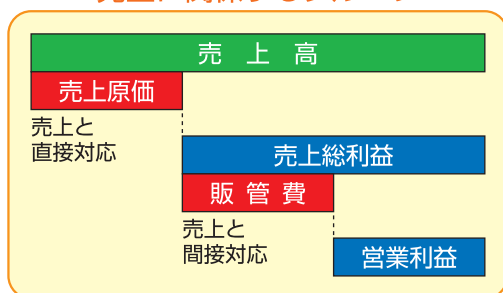 売上高
売上原価
売上と
直接対応
売上総利益
販管費
売上と
間接対応
営業利益